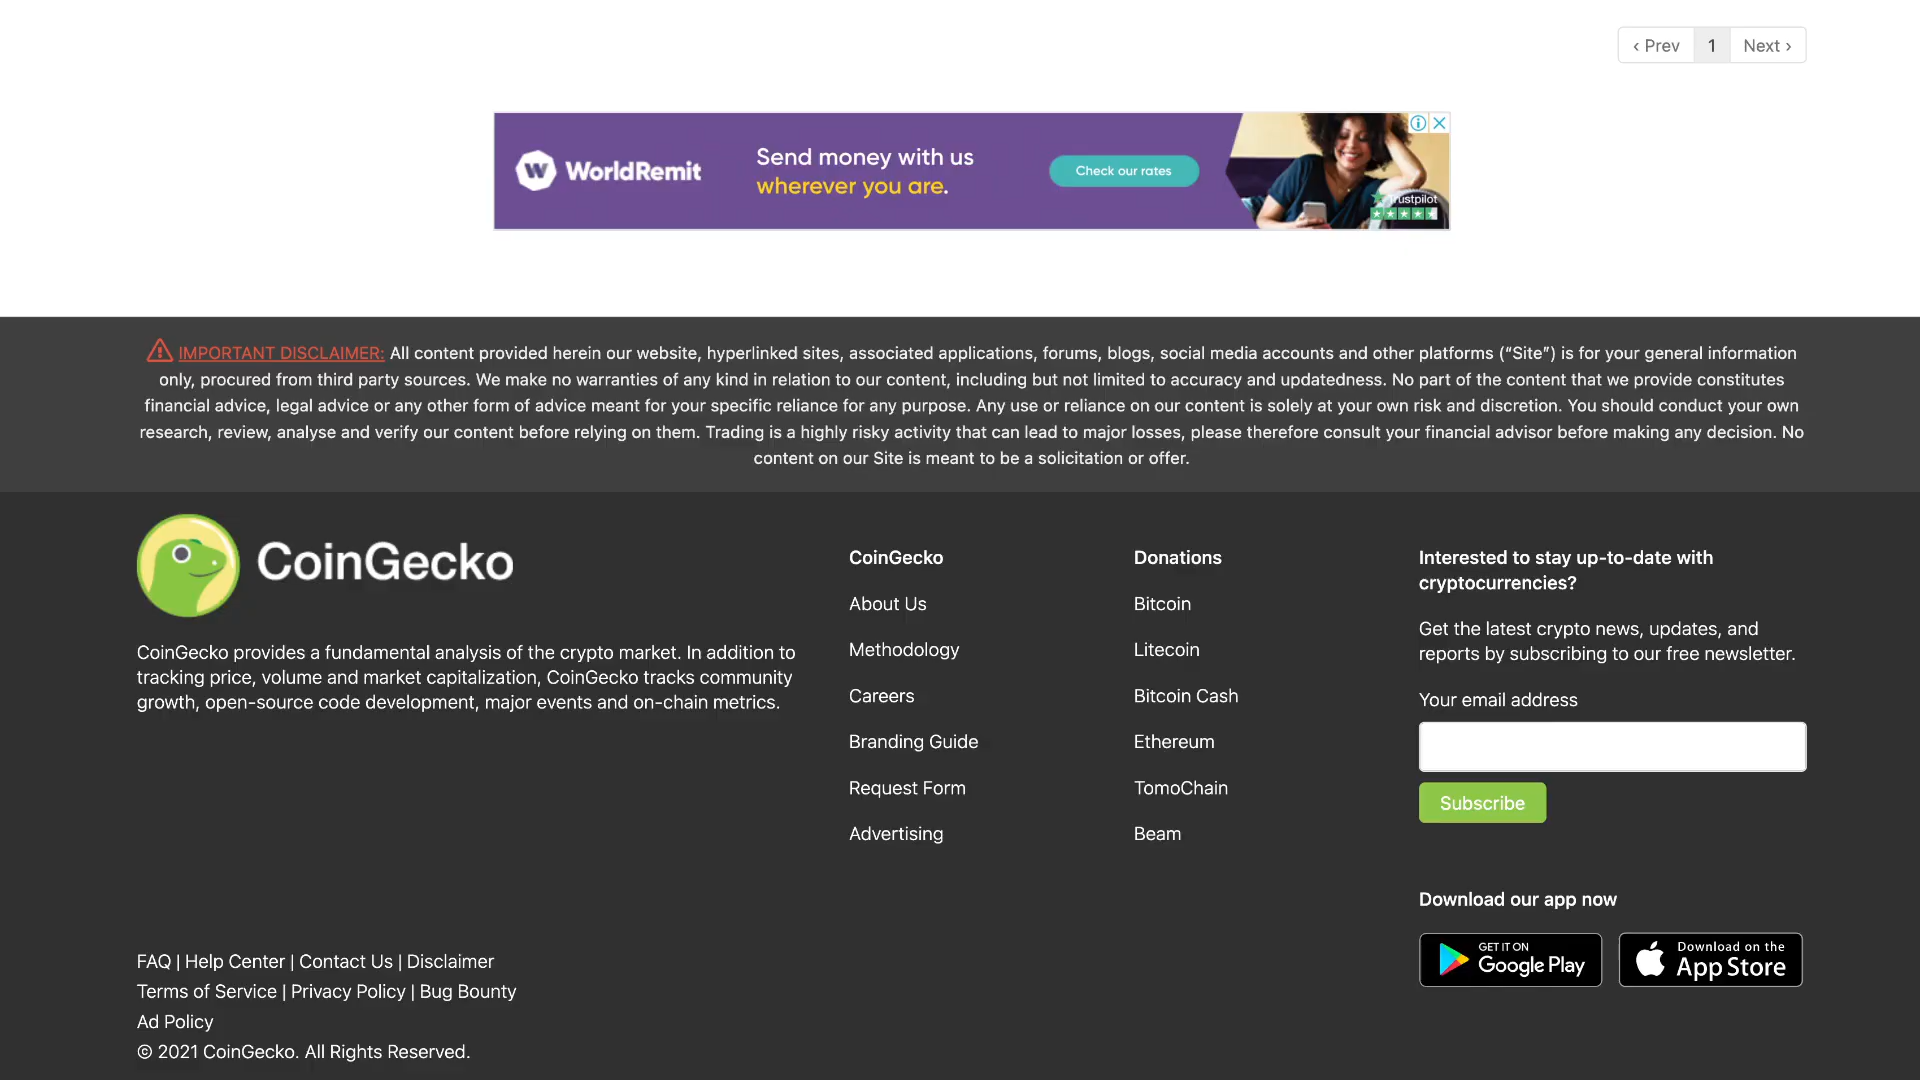 ‹ Prev 1 Next ›
WorldRemit
Send money with us
wherever you are.
Check our rates
Trustpilot
IMPORTANT DISCLAIMER: All content provided herein our website, hyperlinked sites, associated applications, forums, blogs, social media accounts and other platforms (“Site”) is for your general information
only, procured from third party sources. We make no warranties of any kind in relation to our content, including but not limited to accuracy and updatedness. No part of the content that we provide constitutes
financial advice, legal advice or any other form of advice meant for your specific reliance for any purpose. Any use or reliance on our content is solely at your own risk and discretion. You should conduct your own
research, review, analyse and verify our content before relying on them. Trading is a highly risky activity that can lead to major losses, please therefore consult your financial advisor before making any decision. No
content on our Site is meant to be a solicitation or offer.
CoinGecko
CoinGecko provides a fundamental analysis of the crypto market. In addition to
tracking price, volume and market capitalization, CoinGecko tracks community
growth, open-source code development, major events and on-chain metrics.
CoinGecko
About Us
Methodology
Careers
Branding Guide
Request Form
Advertising
Donations
Bitcoin
Litecoin
Bitcoin Cash
Ethereum
TomoChain
Beam
Interested to stay up-to-date with
cryptocurrencies?
Get the latest crypto news, updates, and
reports by subscribing to our free newsletter.
Your email address
Subscribe
Download our app now
GET IT ON
Google Play
Download on the
App Store
FAQ | Help Center | Contact Us | Disclaimer
Terms of Service | Privacy Policy | Bug Bounty
Ad Policy
© 2021 CoinGecko. All Rights Reserved.